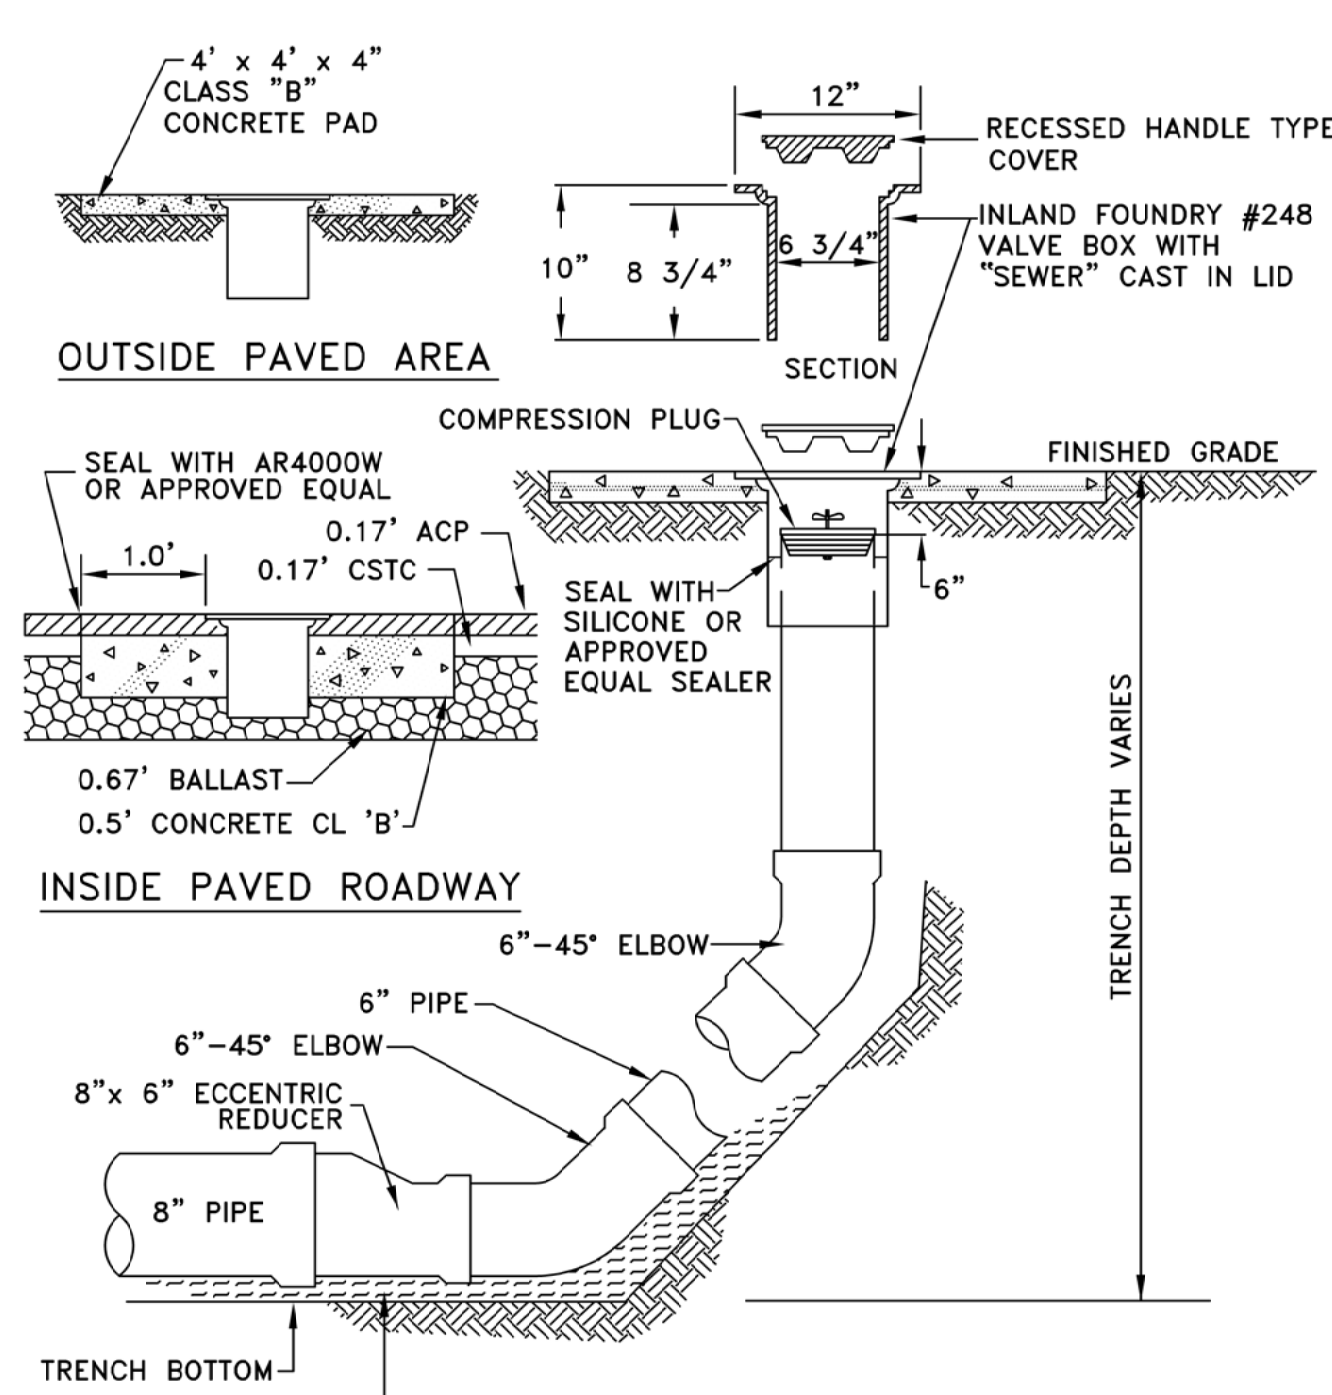 4' x 4' x 4"
CLASS "B"
CONCRETE PAD
OUTSIDE PAVED AREA
12"
RECESSED HANDLE TYPE
COVER
INLAND FOUNDRY #248
VALVE BOX WITH
“SEWER” CAST IN LID
10"
8 3/4"
6 3/4"
SECTION
COMPRESSION PLUG
FINISHED GRADE
SEAL WITH AR4000W
OR APPROVED EQUAL
0.17' ACP
1.0'
0.17' CSTC
0.67' BALLAST
0.5' CONCRETE CL 'B'
INSIDE PAVED ROADWAY
SEAL WITH
SILICONE OR
APPROVED
EQUAL SEALER
6"
TRENCH DEPTH VARIES
6"-45° ELBOW
6" PIPE
6"-45° ELBOW
8"x 6" ECCENTRIC
REDUCER
8" PIPE
TRENCH BOTTOM